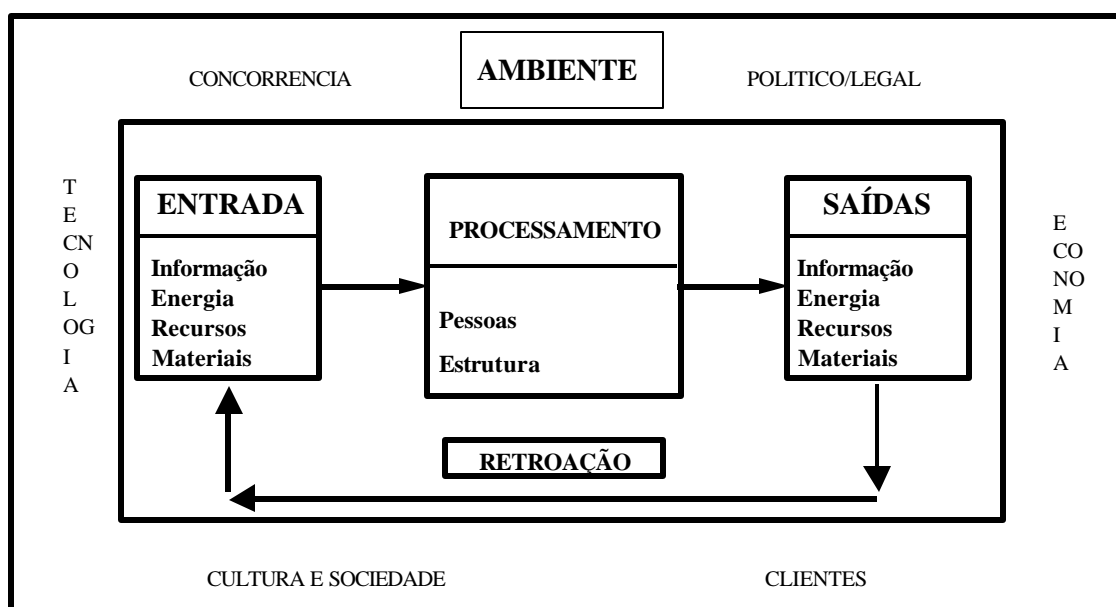 AMBIENTE
CONCORRENCIA
POLITICO/LEGAL
T
E
CN
O
L
OG
I
A
ENTRADA
Informação
Energia
Recursos
Materiais
PROCESSAMENTO
Pessoas
Estrutura
SAÍDAS
Informação
Energia
Recursos
Materiais
E
CO
NO
M
I
A
RETROAÇÃO
CULTURA E SOCIEDADE
CLIENTES